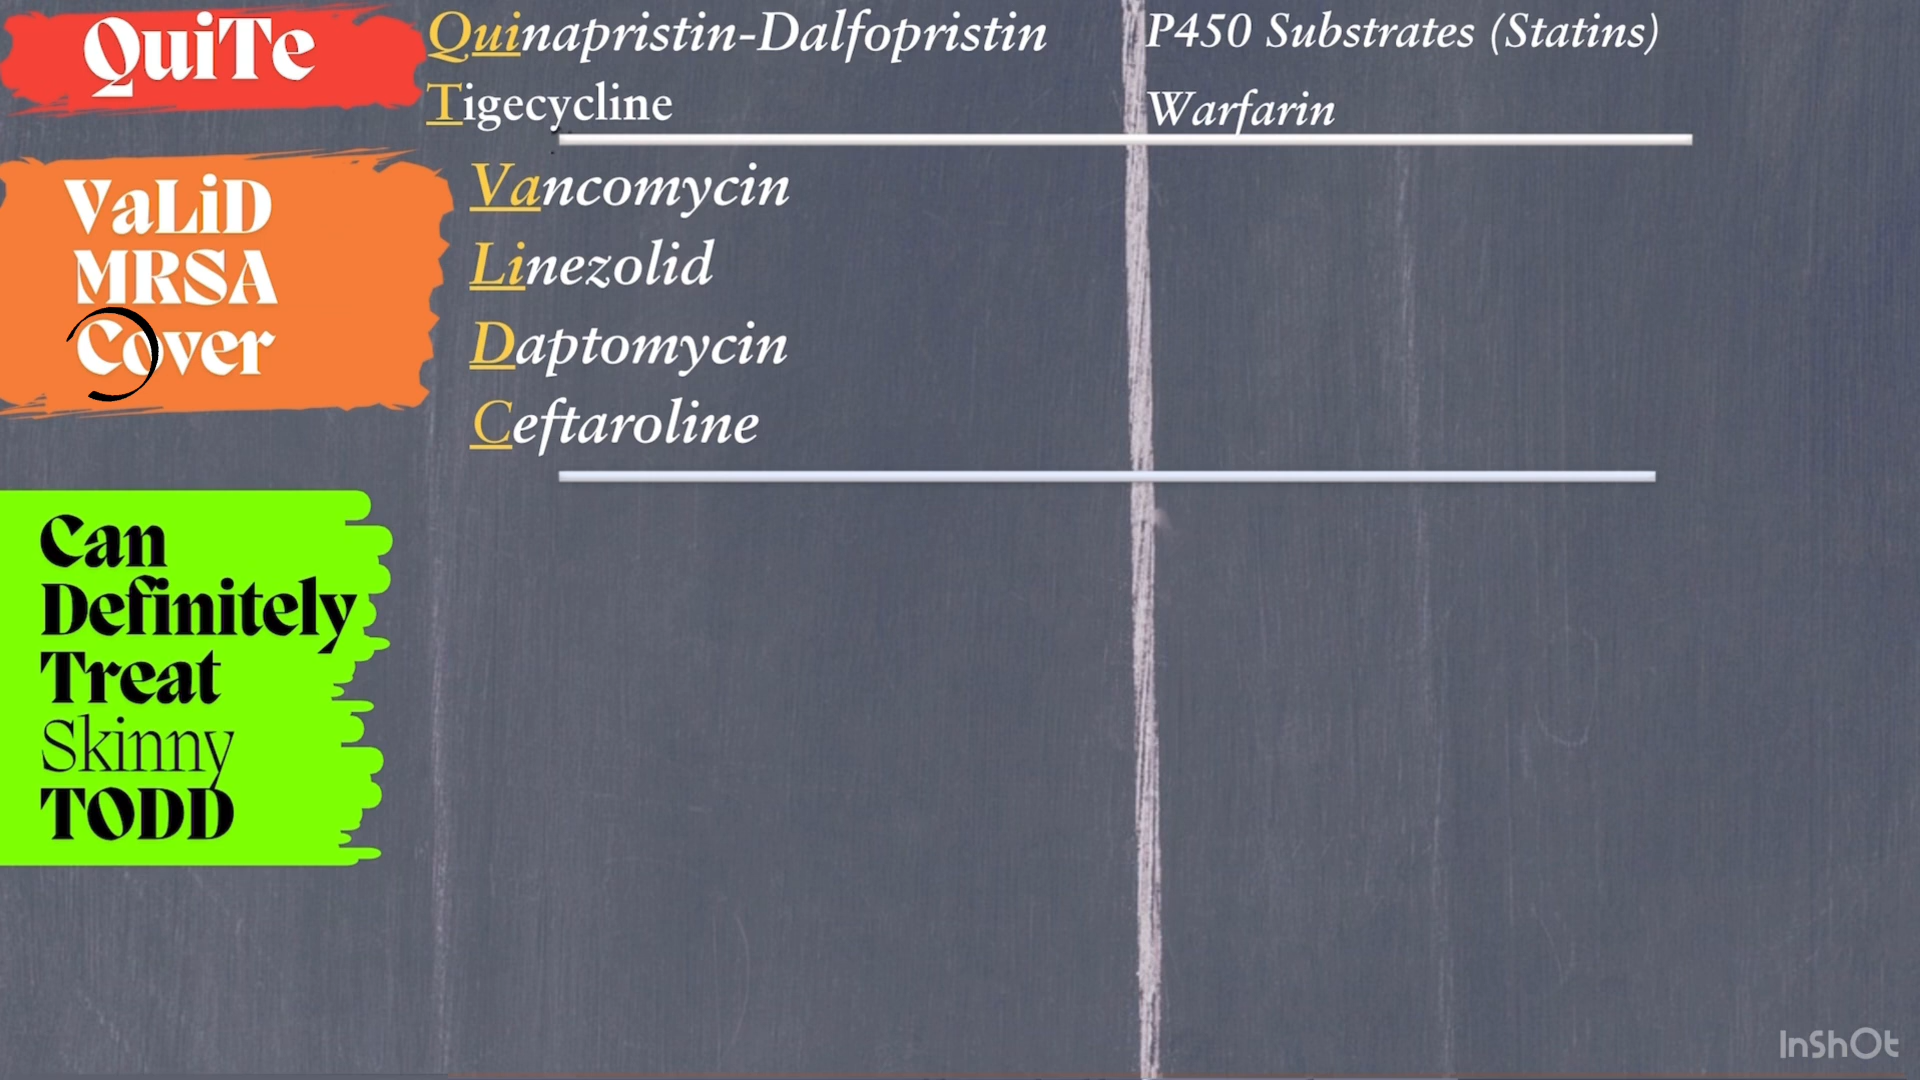 QuiTe
Quinapristin-Dalfopristin
P450 Substrates (Statins)
Tigecycline
Warfarin
VaLiD
MRSA
Cover
Vancomycin
Linezolid
Daptomycin
Ceftaroline
Can
Definitely
Treat
Skinny
TODD
InShOt